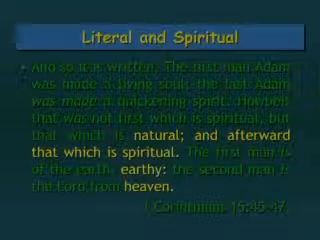 Literal and Spiritual
And so it is written, The first man Adam
was made a living soul; the last Adam
was made a quickening spirit. Howbeit
that was not first which is spiritual, but
that which is natural; and afterward
that which is spiritual. The first man is
of the earth, earthy: the second man is
the Lord from heaven.
I Corinthians 15:45-47